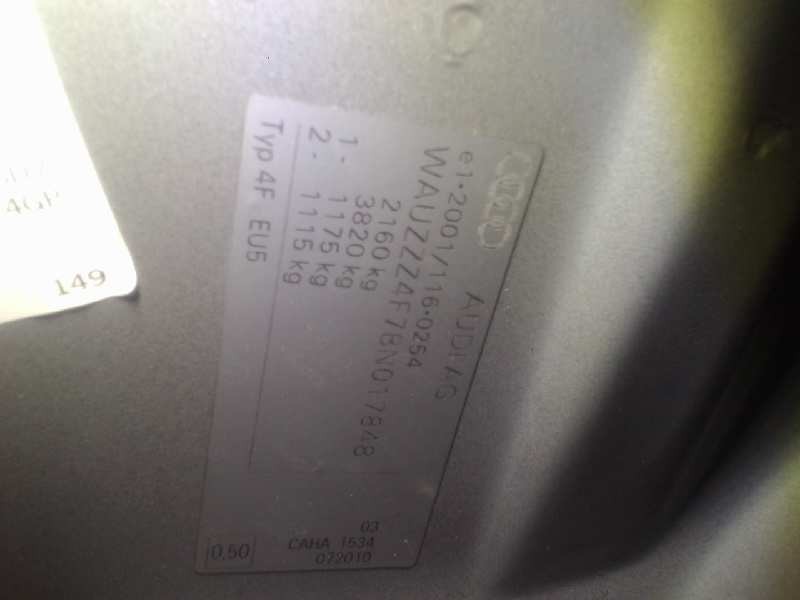 AUDI AG
e1*2001/116*0254
WAUZZZ4F7BN017848
2160 kg
3820 kg
1- 1175 kg
2- 1115 kg
Typ 4F EU5
03
CAHA 1534
072010
0.50
149